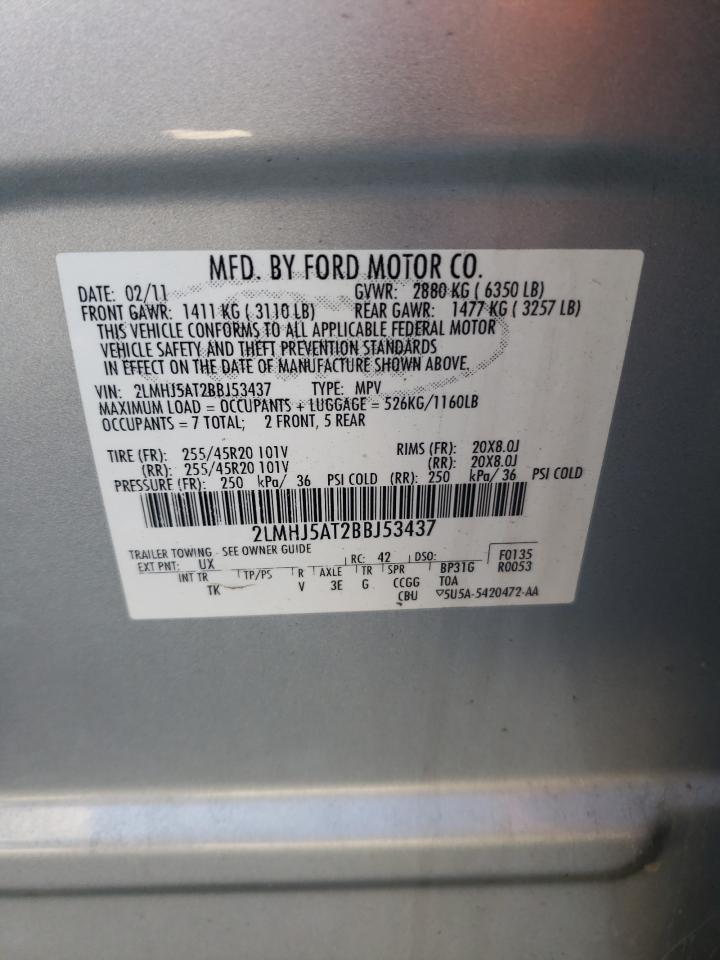 MFD. BY FORD MOTOR CO.
DATE: 02/11 GVWR: 2880 KG ( 6350 LB)
FRONT GAWR: 1411 KG ( 3110 LB) REAR GAWR: 1477 KG ( 3257 LB)
THIS VEHICLE CONFORMS TO ALL APPLICABLE FEDERAL MOTOR
VEHICLE SAFETY AND THEFT PREVENTION STANDARDS
IN EFFECT ON THE DATE OF MANUFACTURE SHOWN ABOVE.
VIN: 2LMHJ5AT2BBJ53437 TYPE: MPV
MAXIMUM LOAD = OCCUPANTS + LUGGAGE = 526KG/1160LB
OCCUPANTS = 7 TOTAL; 2 FRONT, 5 REAR
TIRE (FR): 255/45R20 101V RIMS (FR): 20X8.0J
(RR): 255/45R20 101V (RR): 20X8.0J
PRESSURE (FR): 250 kPa/ 36 PSI COLD (RR): 250 kPa/ 36 PSI COLD
2LMHJ5AT2BBJ53437
TRAILER TOWING - SEE OWNER GUIDE
EXT PNT: UX RC: 42 DSO: F0135
INT TR TP/PS R AXLE TR SPR BP31G R0053
TK V 3E G CCGG T0A
CBU ▽5U5A-5420472-AA